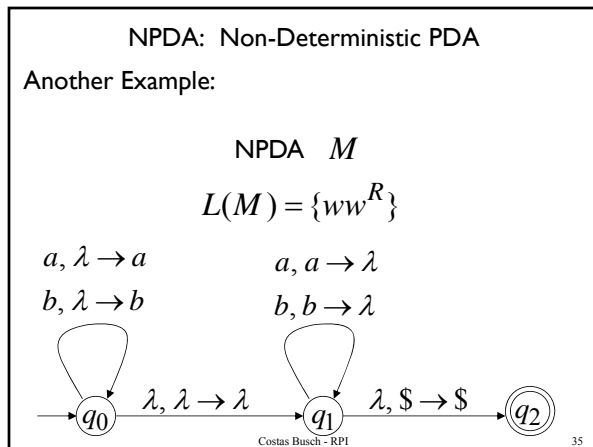 NPDA: Non-Deterministic PDA
Another Example:
NPDA M
L(M) = {ww^R}
a, λ → a
b, λ → b
a, a → λ
b, b → λ
q₀ λ, λ → λ q₁ λ, $ → $ q₂
Costas Busch - RPI 35